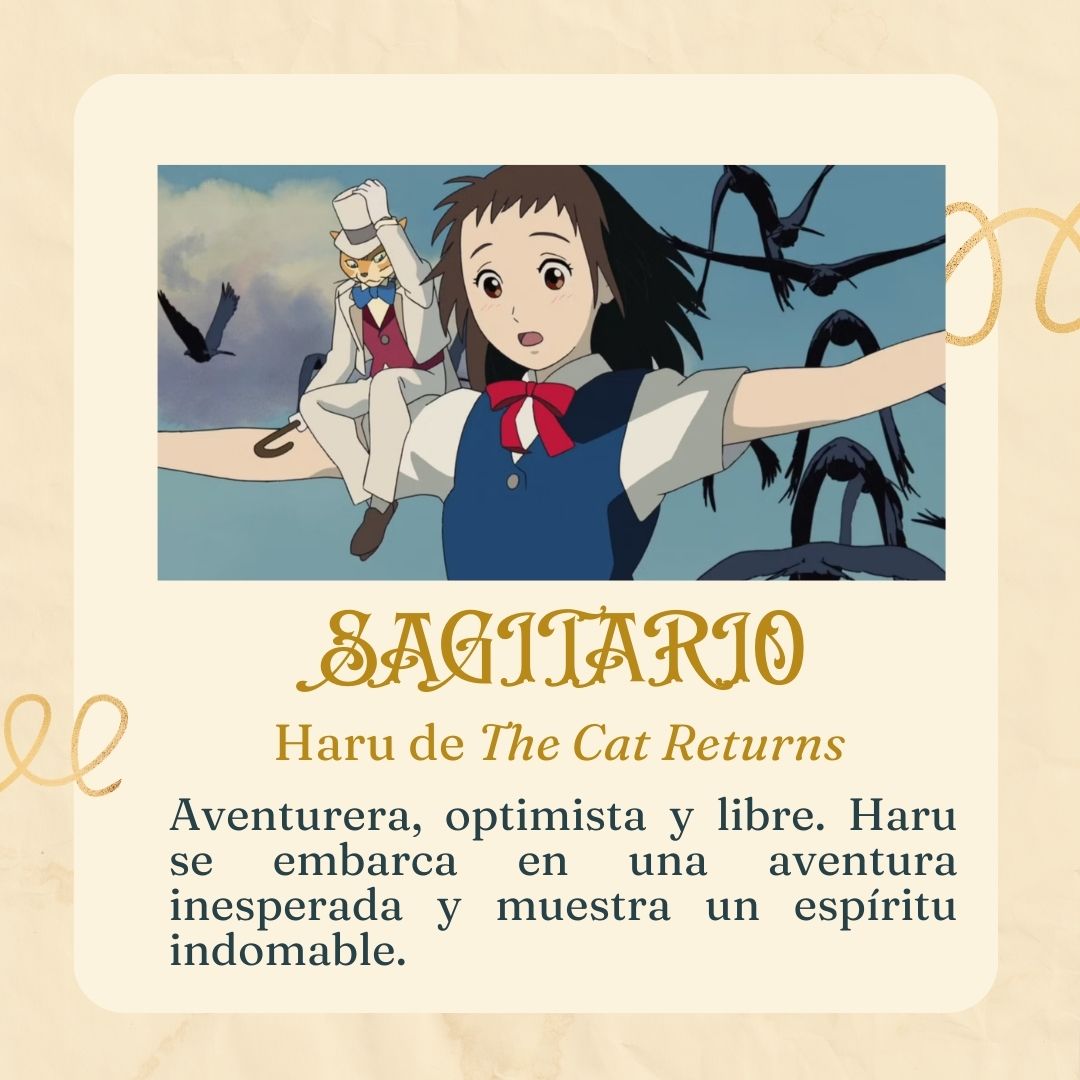 SAGITARIO
Haru de The Cat Returns
Aventurera, optimista y libre. Haru
se embarca en una aventura
inesperada y muestra un espíritu
indomable.